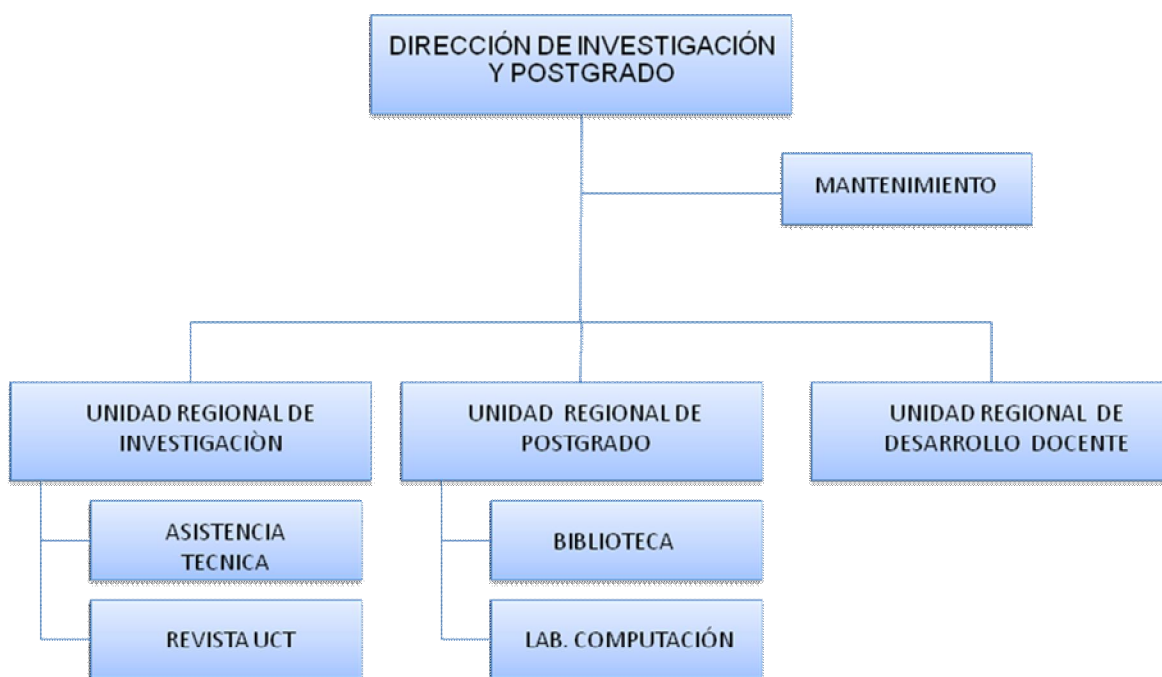 DIRECCIÓN DE INVESTIGACIÓN
Y POSTGRADO
MANTENIMIENTO
UNIDAD REGIONAL DE
INVESTIGACIÒN
UNIDAD REGIONAL DE
POSTGRADO
UNIDAD REGIONAL DE
DESARROLLO DOCENTE
ASISTENCIA
TECNICA
BIBLIOTECA
REVISTA UCT
LAB. COMPUTACIÓN